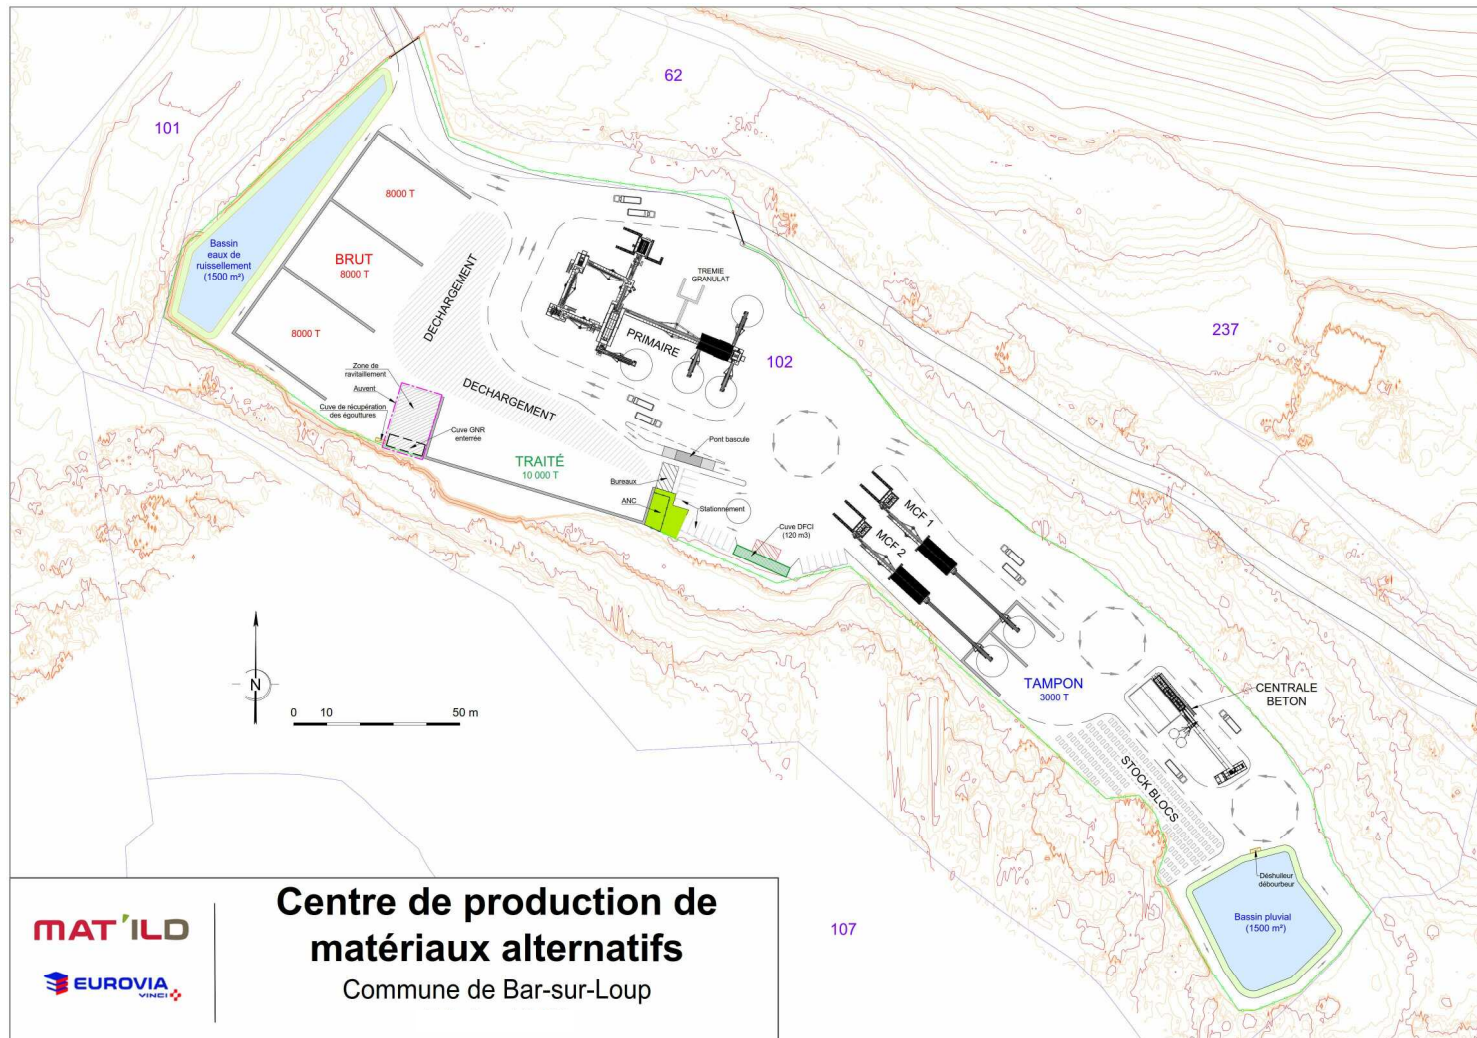 62
101
8000 T
Bassin
eaux de
ruissellement
(1500 m²)
BRUT
8000 T
DECHARGEMENT
TREMIE
GRANULAT
PRIMAIRE
102
237
8000 T
Zone de
ravitaillement
Auvent
Cuve de récupération
des égouttures
DECHARGEMENT
Cuve GNR
enterrée
Pont bascule
TRAITÉ
10 000 T
Bureaux
ANC
Stationnement
Cuve DFCI
(120 m3)
MCF 1
MCF 2
N
0 10 50 m
TAMPON
3000 T
CENTRALE
BETON
STOCK BLOCS
Déshuileur
débourbeur
Bassin pluvial
(1500 m²)
107
MAT'ILD
EUROVIA
VINCI
Centre de production de
matériaux alternatifs
Commune de Bar-sur-Loup